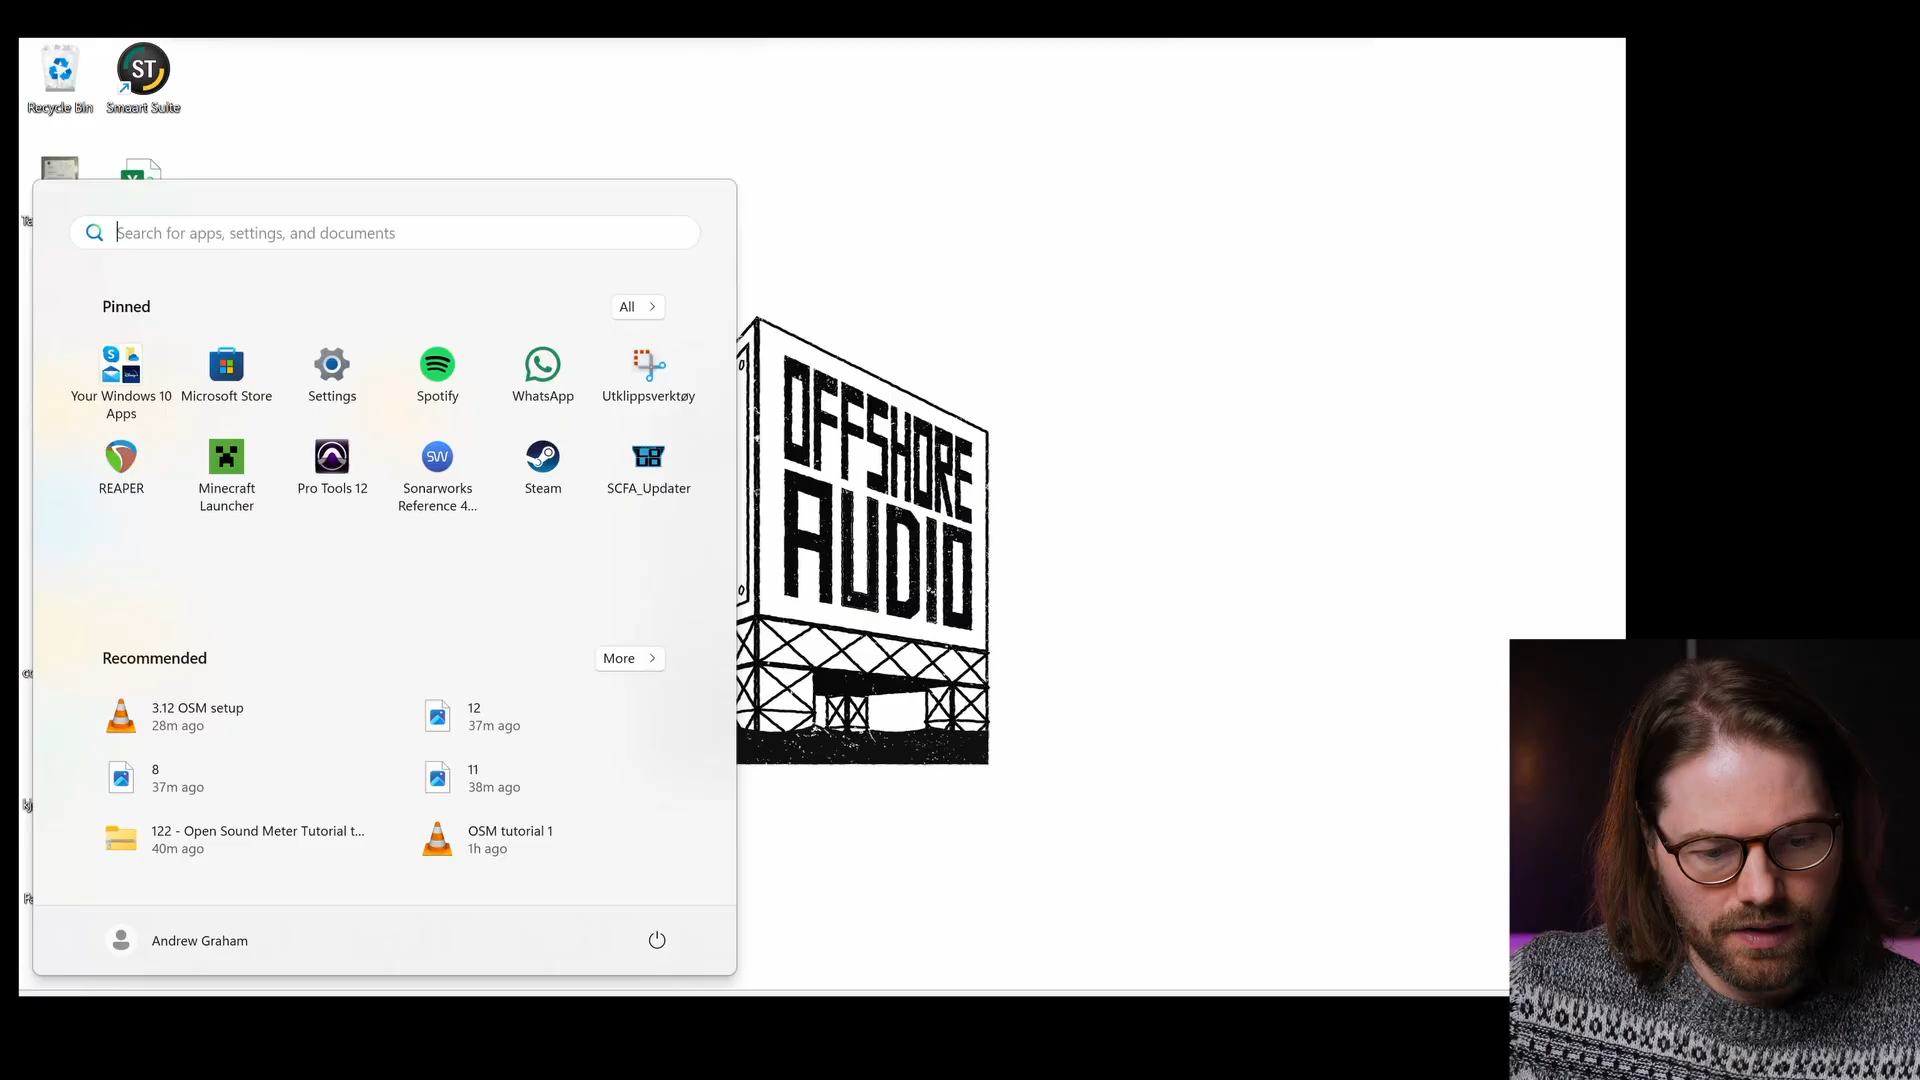 ST
Recycle Bin
Smaart Suite
Search for apps, settings, and documents
Pinned
All
Your Windows 10 Apps
Microsoft Store
Settings
Spotify
WhatsApp
Utklippsverktøy
REAPER
Minecraft Launcher
Pro Tools 12
SW
Sonarworks Reference 4...
Steam
SCFA_Updater
Recommended
More
3.12 OSM setup
28m ago
12
37m ago
8
37m ago
11
38m ago
122 - Open Sound Meter Tutorial t...
40m ago
OSM tutorial 1
1h ago
Andrew Graham
OFFSHORE
AUDIO